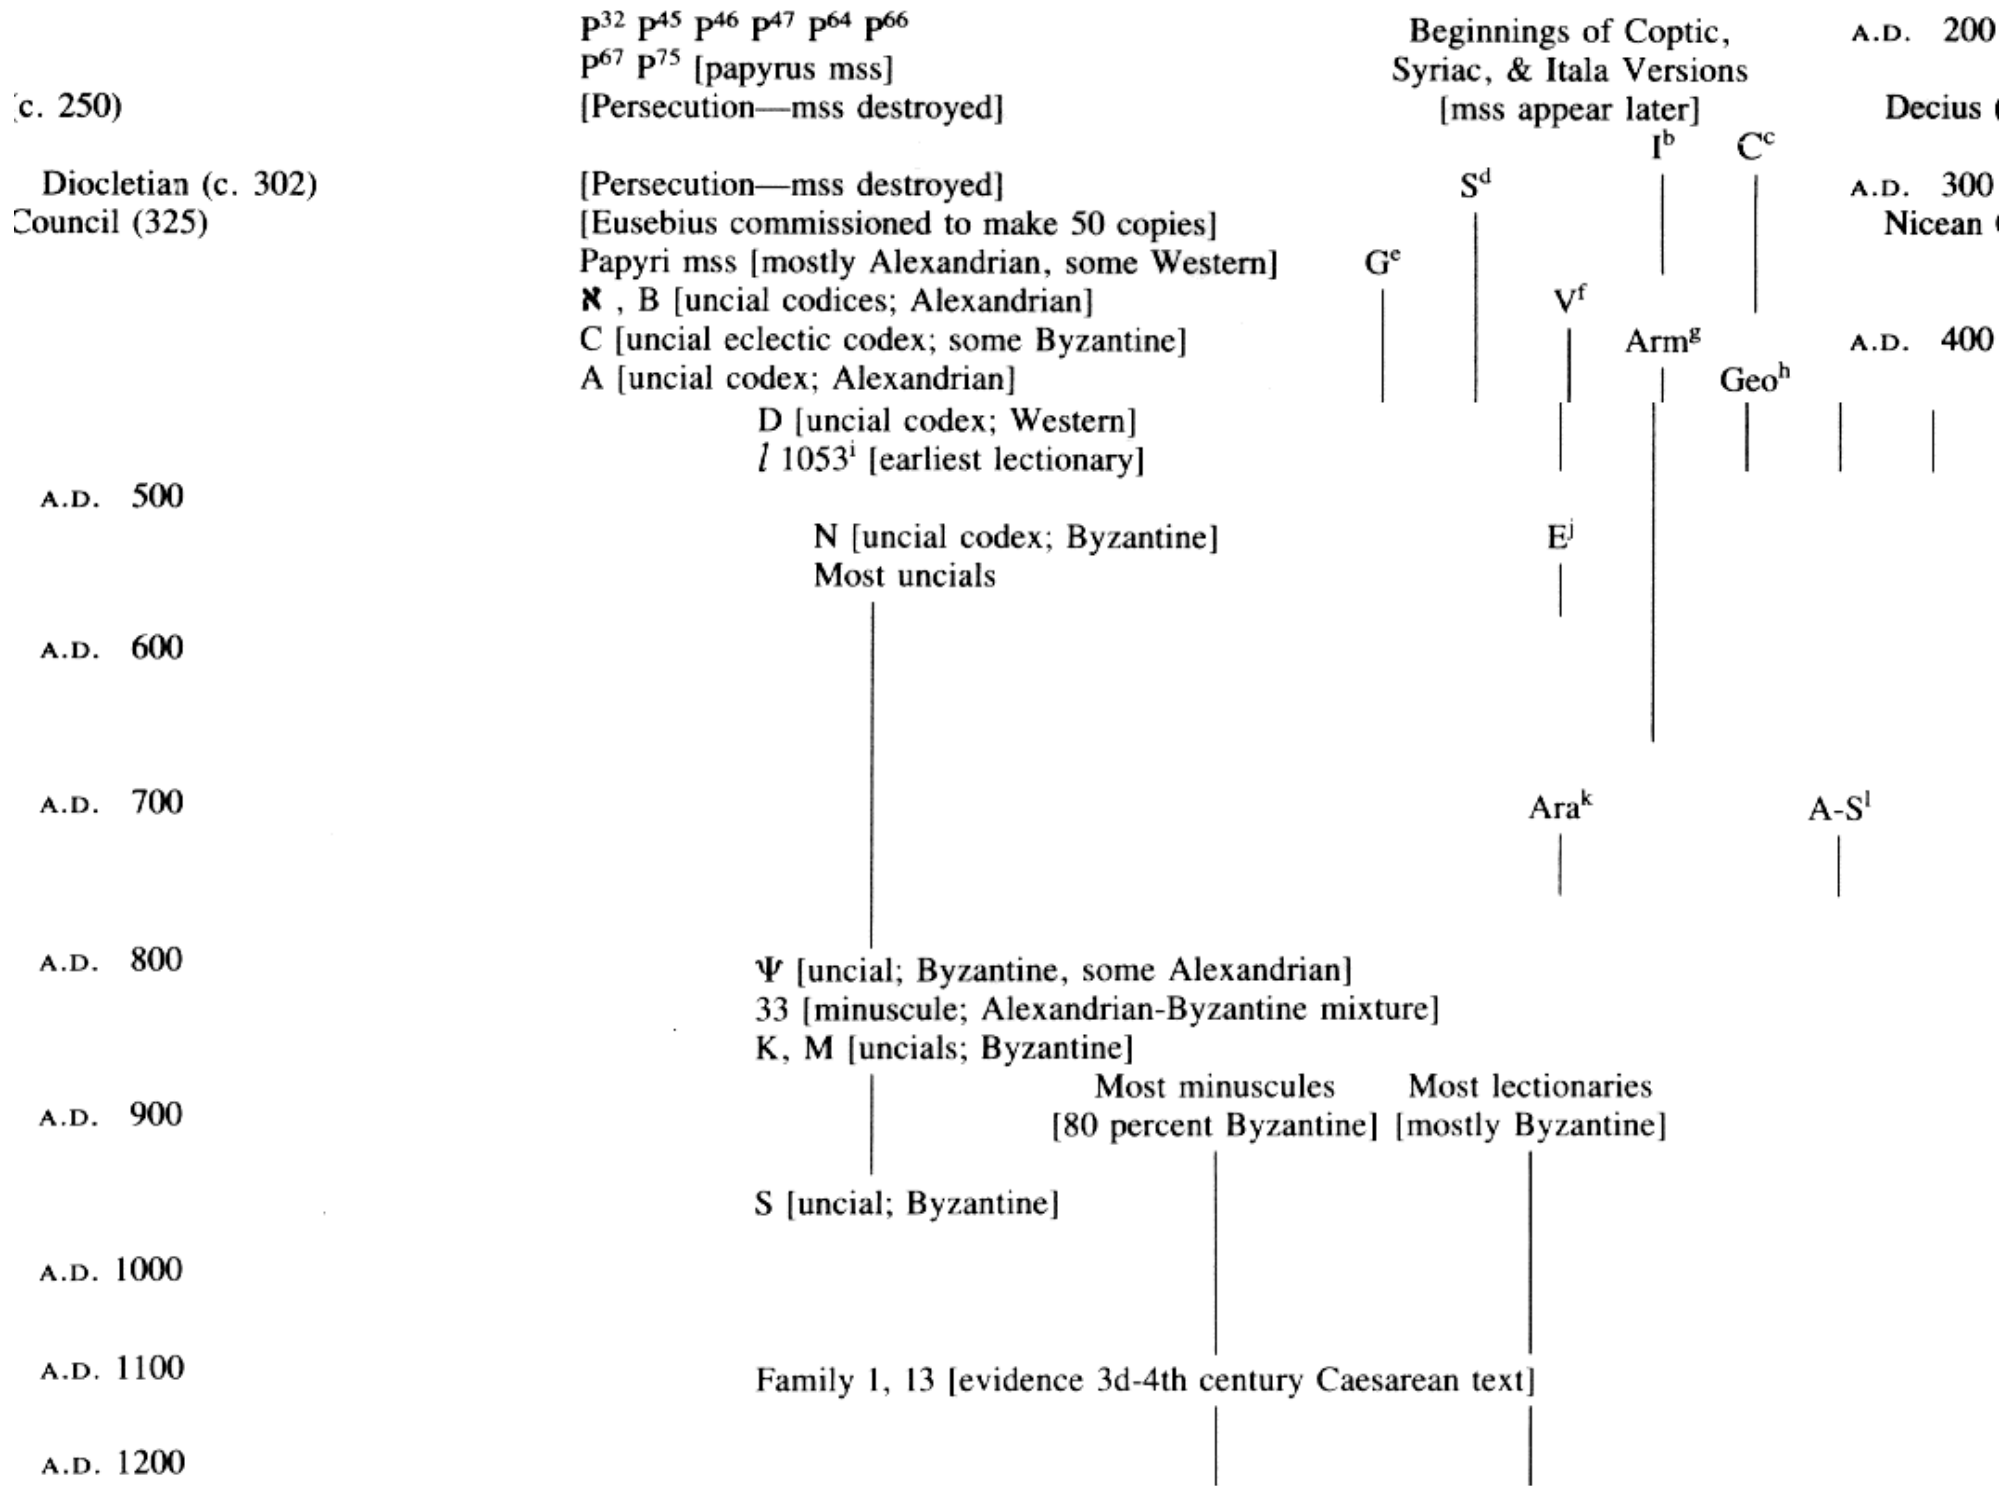 P³² P⁴⁵ P⁴⁶ P⁴⁷ P⁶⁴ P⁶⁶ Beginnings of Coptic, A.D. 200
P⁶⁷ P⁷⁵ [papyrus mss] Syriac, & Itala Versions
c. 250) [Persecution—mss destroyed] [mss appear later] Decius (
Iᵇ Cᶜ
Diocletian (c. 302) [Persecution—mss destroyed] Sᵈ A.D. 300
Council (325) [Eusebius commissioned to make 50 copies] Nicean
Papyri mss [mostly Alexandrian, some Western] Gᵉ
א , B [uncial codices; Alexandrian] Vᶠ
C [uncial eclectic codex; some Byzantine] Armᵍ A.D. 400
A [uncial codex; Alexandrian] Geoʰ
D [uncial codex; Western]
l 1053ⁱ [earliest lectionary]
A.D. 500
N [uncial codex; Byzantine] Eʲ
Most uncials
A.D. 600
A.D. 700 Araᵏ A-Sˡ
A.D. 800
Ψ [uncial; Byzantine, some Alexandrian]
33 [minuscule; Alexandrian-Byzantine mixture]
K, M [uncials; Byzantine]
Most minuscules Most lectionaries
A.D. 900 [80 percent Byzantine] [mostly Byzantine]
S [uncial; Byzantine]
A.D. 1000
A.D. 1100
Family 1, 13 [evidence 3d-4th century Caesarean text]
A.D. 1200